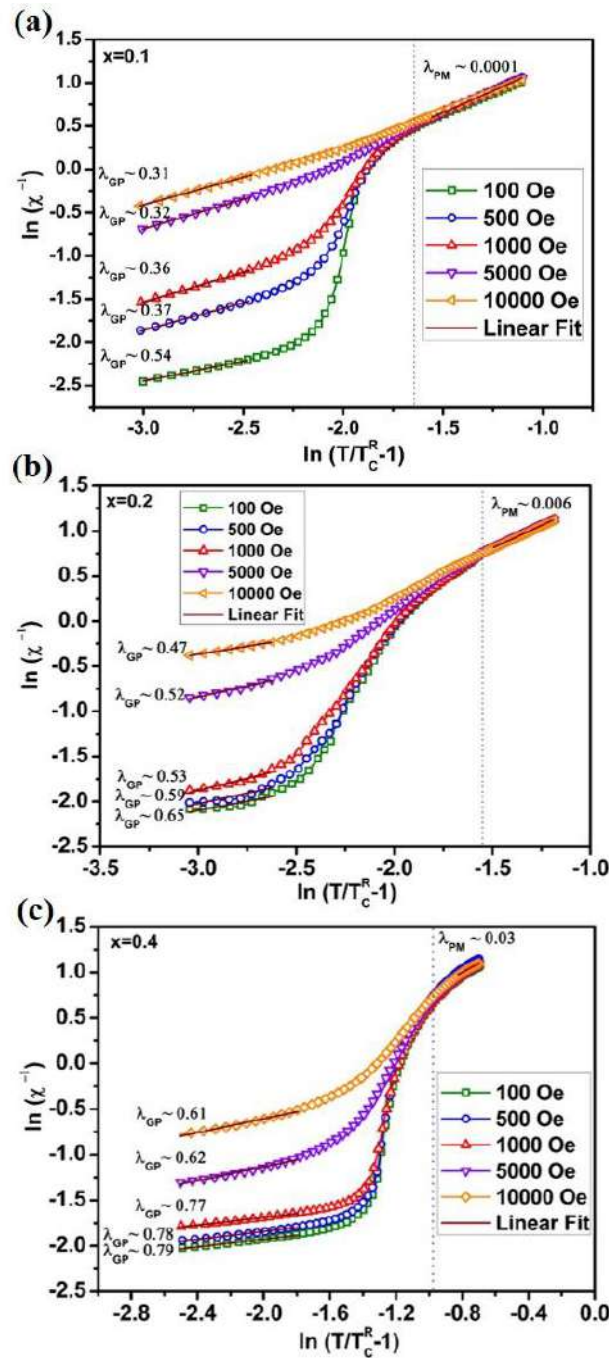 (a)
x=0.1
λPM ~ 0.0001
λGP~ 0.31
λGP~ 0.32
λGP~ 0.36
λGP~ 0.37
λGP~ 0.54
100 Oe
500 Oe
1000 Oe
5000 Oe
10000 Oe
Linear Fit
1.5
1.0
0.5
0.0
-0.5
-1.0
-1.5
-2.0
-2.5
ln (χ⁻¹)
-3.0 -2.5 -2.0 -1.5 -1.0
ln (T/T_C^R-1)
(b)
x=0.2
100 Oe
500 Oe
1000 Oe
5000 Oe
10000 Oe
Linear Fit
λPM ~ 0.006
λGP~ 0.47
λGP~ 0.52
λGP~ 0.53
λGP~ 0.59
λGP~ 0.65
1.5
1.0
0.5
0.0
-0.5
-1.0
-1.5
-2.0
-2.5
ln (χ⁻¹)
-3.5 -3.0 -2.5 -2.0 -1.5 -1.0
ln (T/T_C^R-1)
(c)
x=0.4
λPM ~ 0.03
λGP~ 0.61
λGP~ 0.62
λGP~ 0.77
λGP~ 0.78
λGP~ 0.79
100 Oe
500 Oe
1000 Oe
5000 Oe
10000 Oe
Linear Fit
1.5
1.0
0.5
0.0
-0.5
-1.0
-1.5
-2.0
-2.5
ln (χ⁻¹)
-2.8 -2.4 -2.0 -1.6 -1.2 -0.8 -0.4 0.0
ln (T/T_C^R-1)